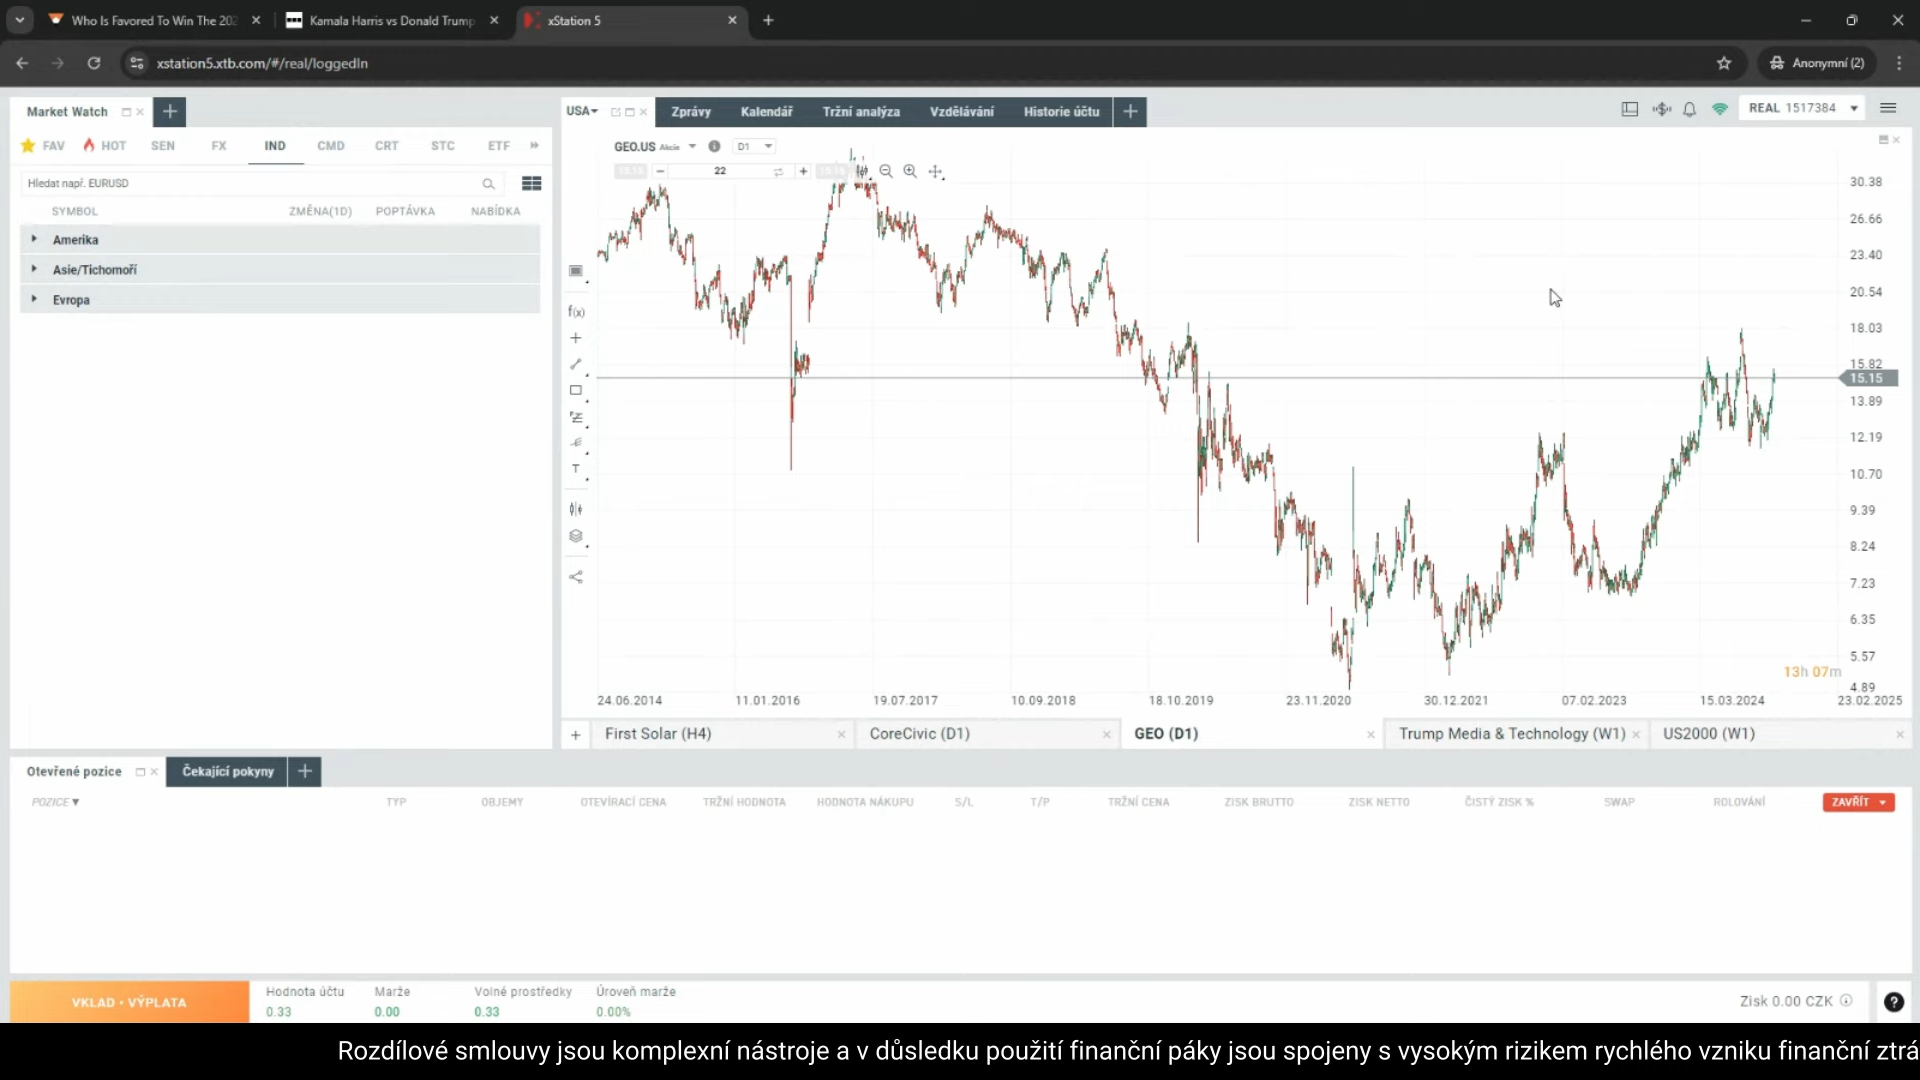 Who Is Favored To Win The 202
Kamala Harris vs Donald Trump
xStation 5
xstation5.xtb.com/#/real/loggedIn
Anonymní (2)
Market Watch
USA
Zprávy
Kalendář
Tržní analýza
Vzdělávání
Historie účtu
REAL 1517384
FAV
HOT
SEN
FX
IND
CMD
CRT
STC
ETF
GEO.US Akcie
D1
15.15
22
15.15
Hledat např. EURUSD
SYMBOL
ZMĚNA(1D)
POPTÁVKA
NABÍDKA
Amerika
Asie/Tichomoří
Evropa
f(x)
T
30.38
26.66
23.40
20.54
18.03
15.82
15.15
13.89
12.19
10.70
9.39
8.24
7.23
6.35
5.57
4.89
13h 07m
24.06.2014
11.01.2016
19.07.2017
10.09.2018
18.10.2019
23.11.2020
30.12.2021
07.02.2023
15.03.2024
23.02.2025
First Solar (H4)
CoreCivic (D1)
GEO (D1)
Trump Media & Technology (W1)
US2000 (W1)
Otevřené pozice
Čekající pokyny
POZICE
TYP
OBJEMY
OTEVÍRACÍ CENA
TRŽNÍ HODNOTA
HODNOTA NÁKUPU
S/L
T/P
TRŽNÍ CENA
ZISK BRUTTO
ZISK NETTO
ČISTÝ ZISK %
SWAP
ROLOVÁNÍ
ZAVŘÍT
VKLAD • VÝPLATA
Hodnota účtu
Marže
Volné prostředky
Úroveň marže
0.33
0.00
0.33
0.00%
Zisk 0.00 CZK
Rozdílové smlouvy jsou komplexní nástroje a v důsledku použití finanční páky jsou spojeny s vysokým rizikem rychlého vzniku finanční ztrá